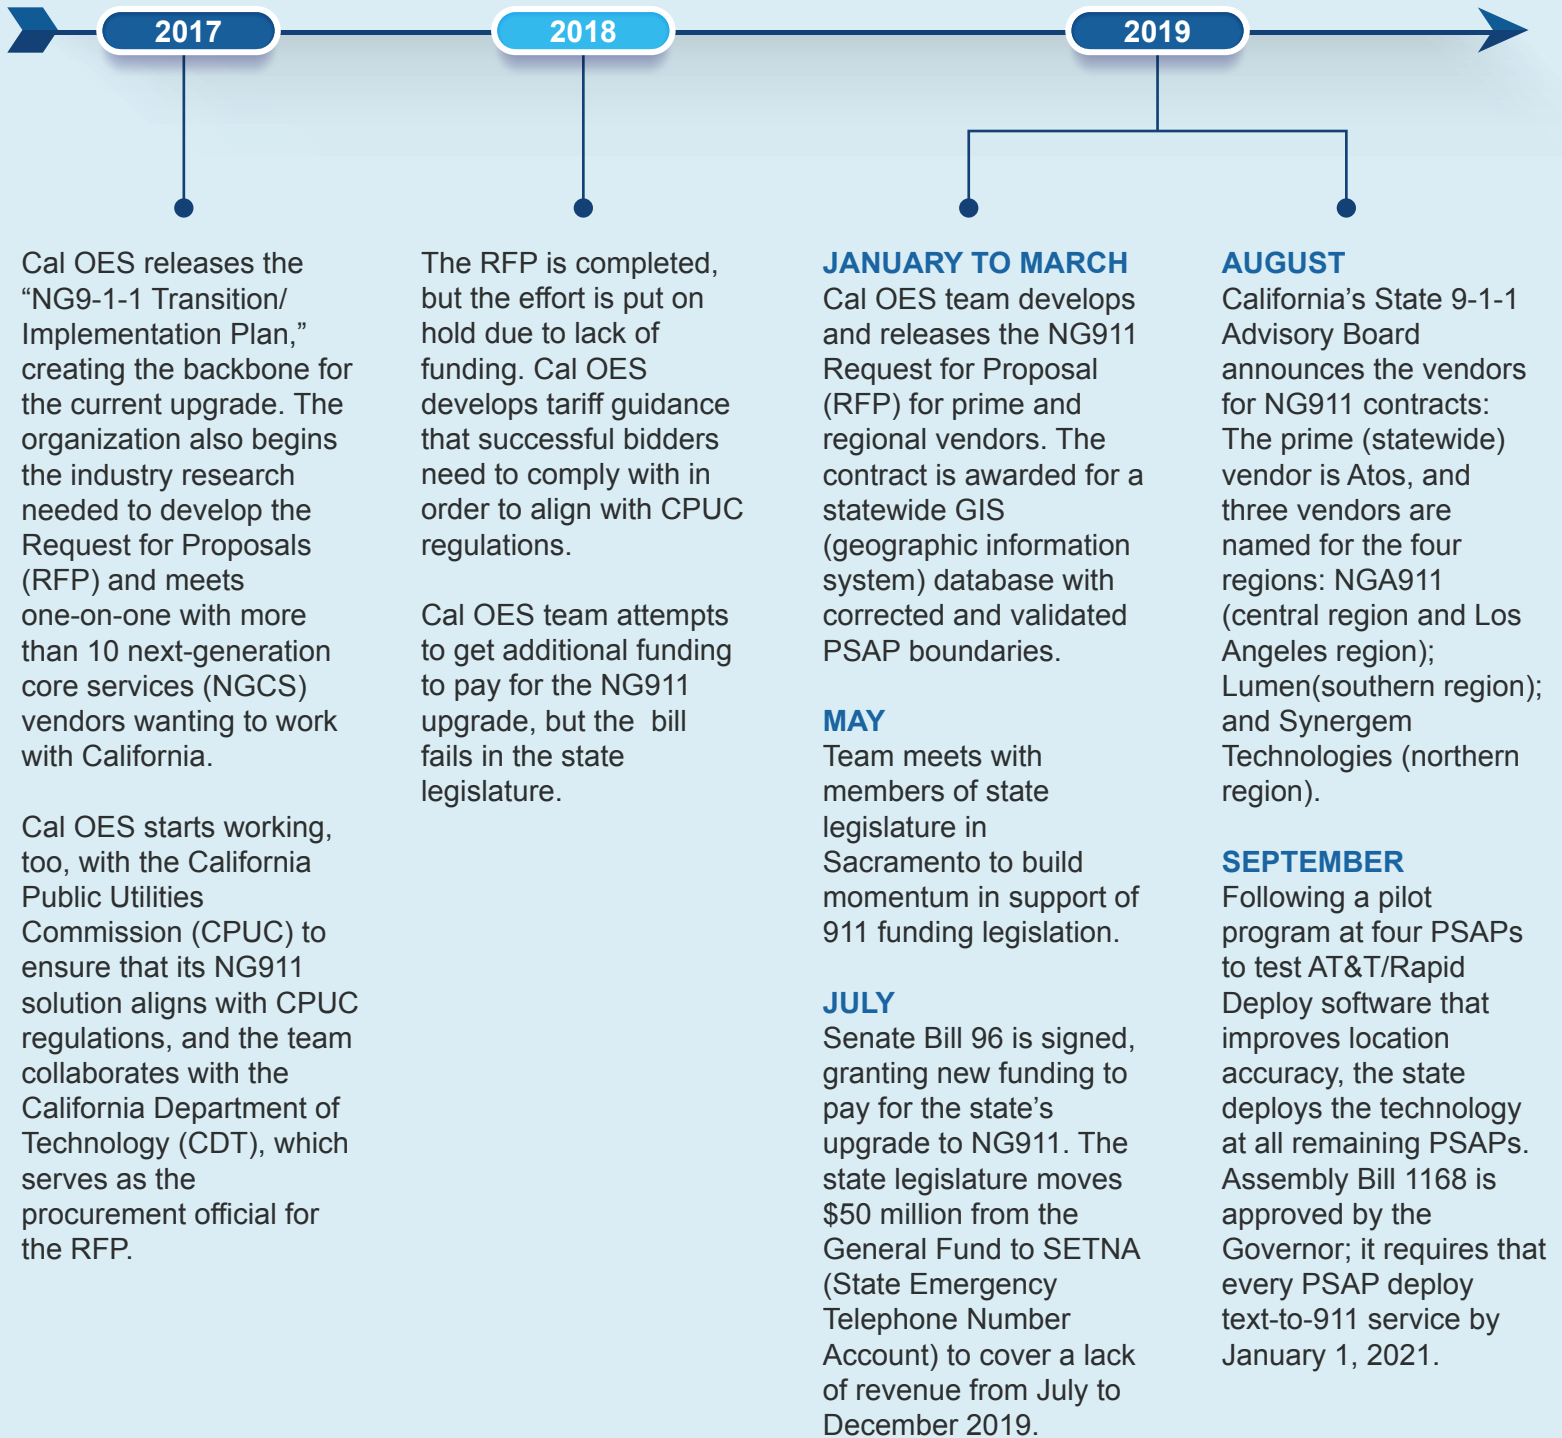 2017
2018
2019
Cal OES releases the
“NG9-1-1 Transition/
Implementation Plan,”
creating the backbone for
the current upgrade. The
organization also begins
the industry research
needed to develop the
Request for Proposals
(RFP) and meets
one-on-one with more
than 10 next-generation
core services (NGCS)
vendors wanting to work
with California.
Cal OES starts working,
too, with the California
Public Utilities
Commission (CPUC) to
ensure that its NG911
solution aligns with CPUC
regulations, and the team
collaborates with the
California Department of
Technology (CDT), which
serves as the
procurement official for
the RFP.
The RFP is completed,
but the effort is put on
hold due to lack of
funding. Cal OES
develops tariff guidance
that successful bidders
need to comply with in
order to align with CPUC
regulations.
Cal OES team attempts
to get additional funding
to pay for the NG911
upgrade, but the  bill
fails in the state
legislature.
JANUARY TO MARCH
Cal OES team develops
and releases the NG911
Request for Proposal
(RFP) for prime and
regional vendors. The
contract is awarded for a
statewide GIS
(geographic information
system) database with
corrected and validated
PSAP boundaries.
MAY
Team meets with
members of state
legislature in
Sacramento to build
momentum in support of
911 funding legislation.
JULY
Senate Bill 96 is signed,
granting new funding to
pay for the state’s
upgrade to NG911. The
state legislature moves
$50 million from the
General Fund to SETNA
(State Emergency
Telephone Number
Account) to cover a lack
of revenue from July to
December 2019.
AUGUST
California’s State 9-1-1
Advisory Board
announces the vendors
for NG911 contracts:
The prime (statewide)
vendor is Atos, and
three vendors are
named for the four
regions: NGA911
(central region and Los
Angeles region);
Lumen(southern region);
and Synergem
Technologies (northern
region).
SEPTEMBER
Following a pilot
program at four PSAPs
to test AT&T/Rapid
Deploy software that
improves location
accuracy, the state
deploys the technology
at all remaining PSAPs.
Assembly Bill 1168 is
approved by the
Governor; it requires that
every PSAP deploy
text-to-911 service by
January 1, 2021.